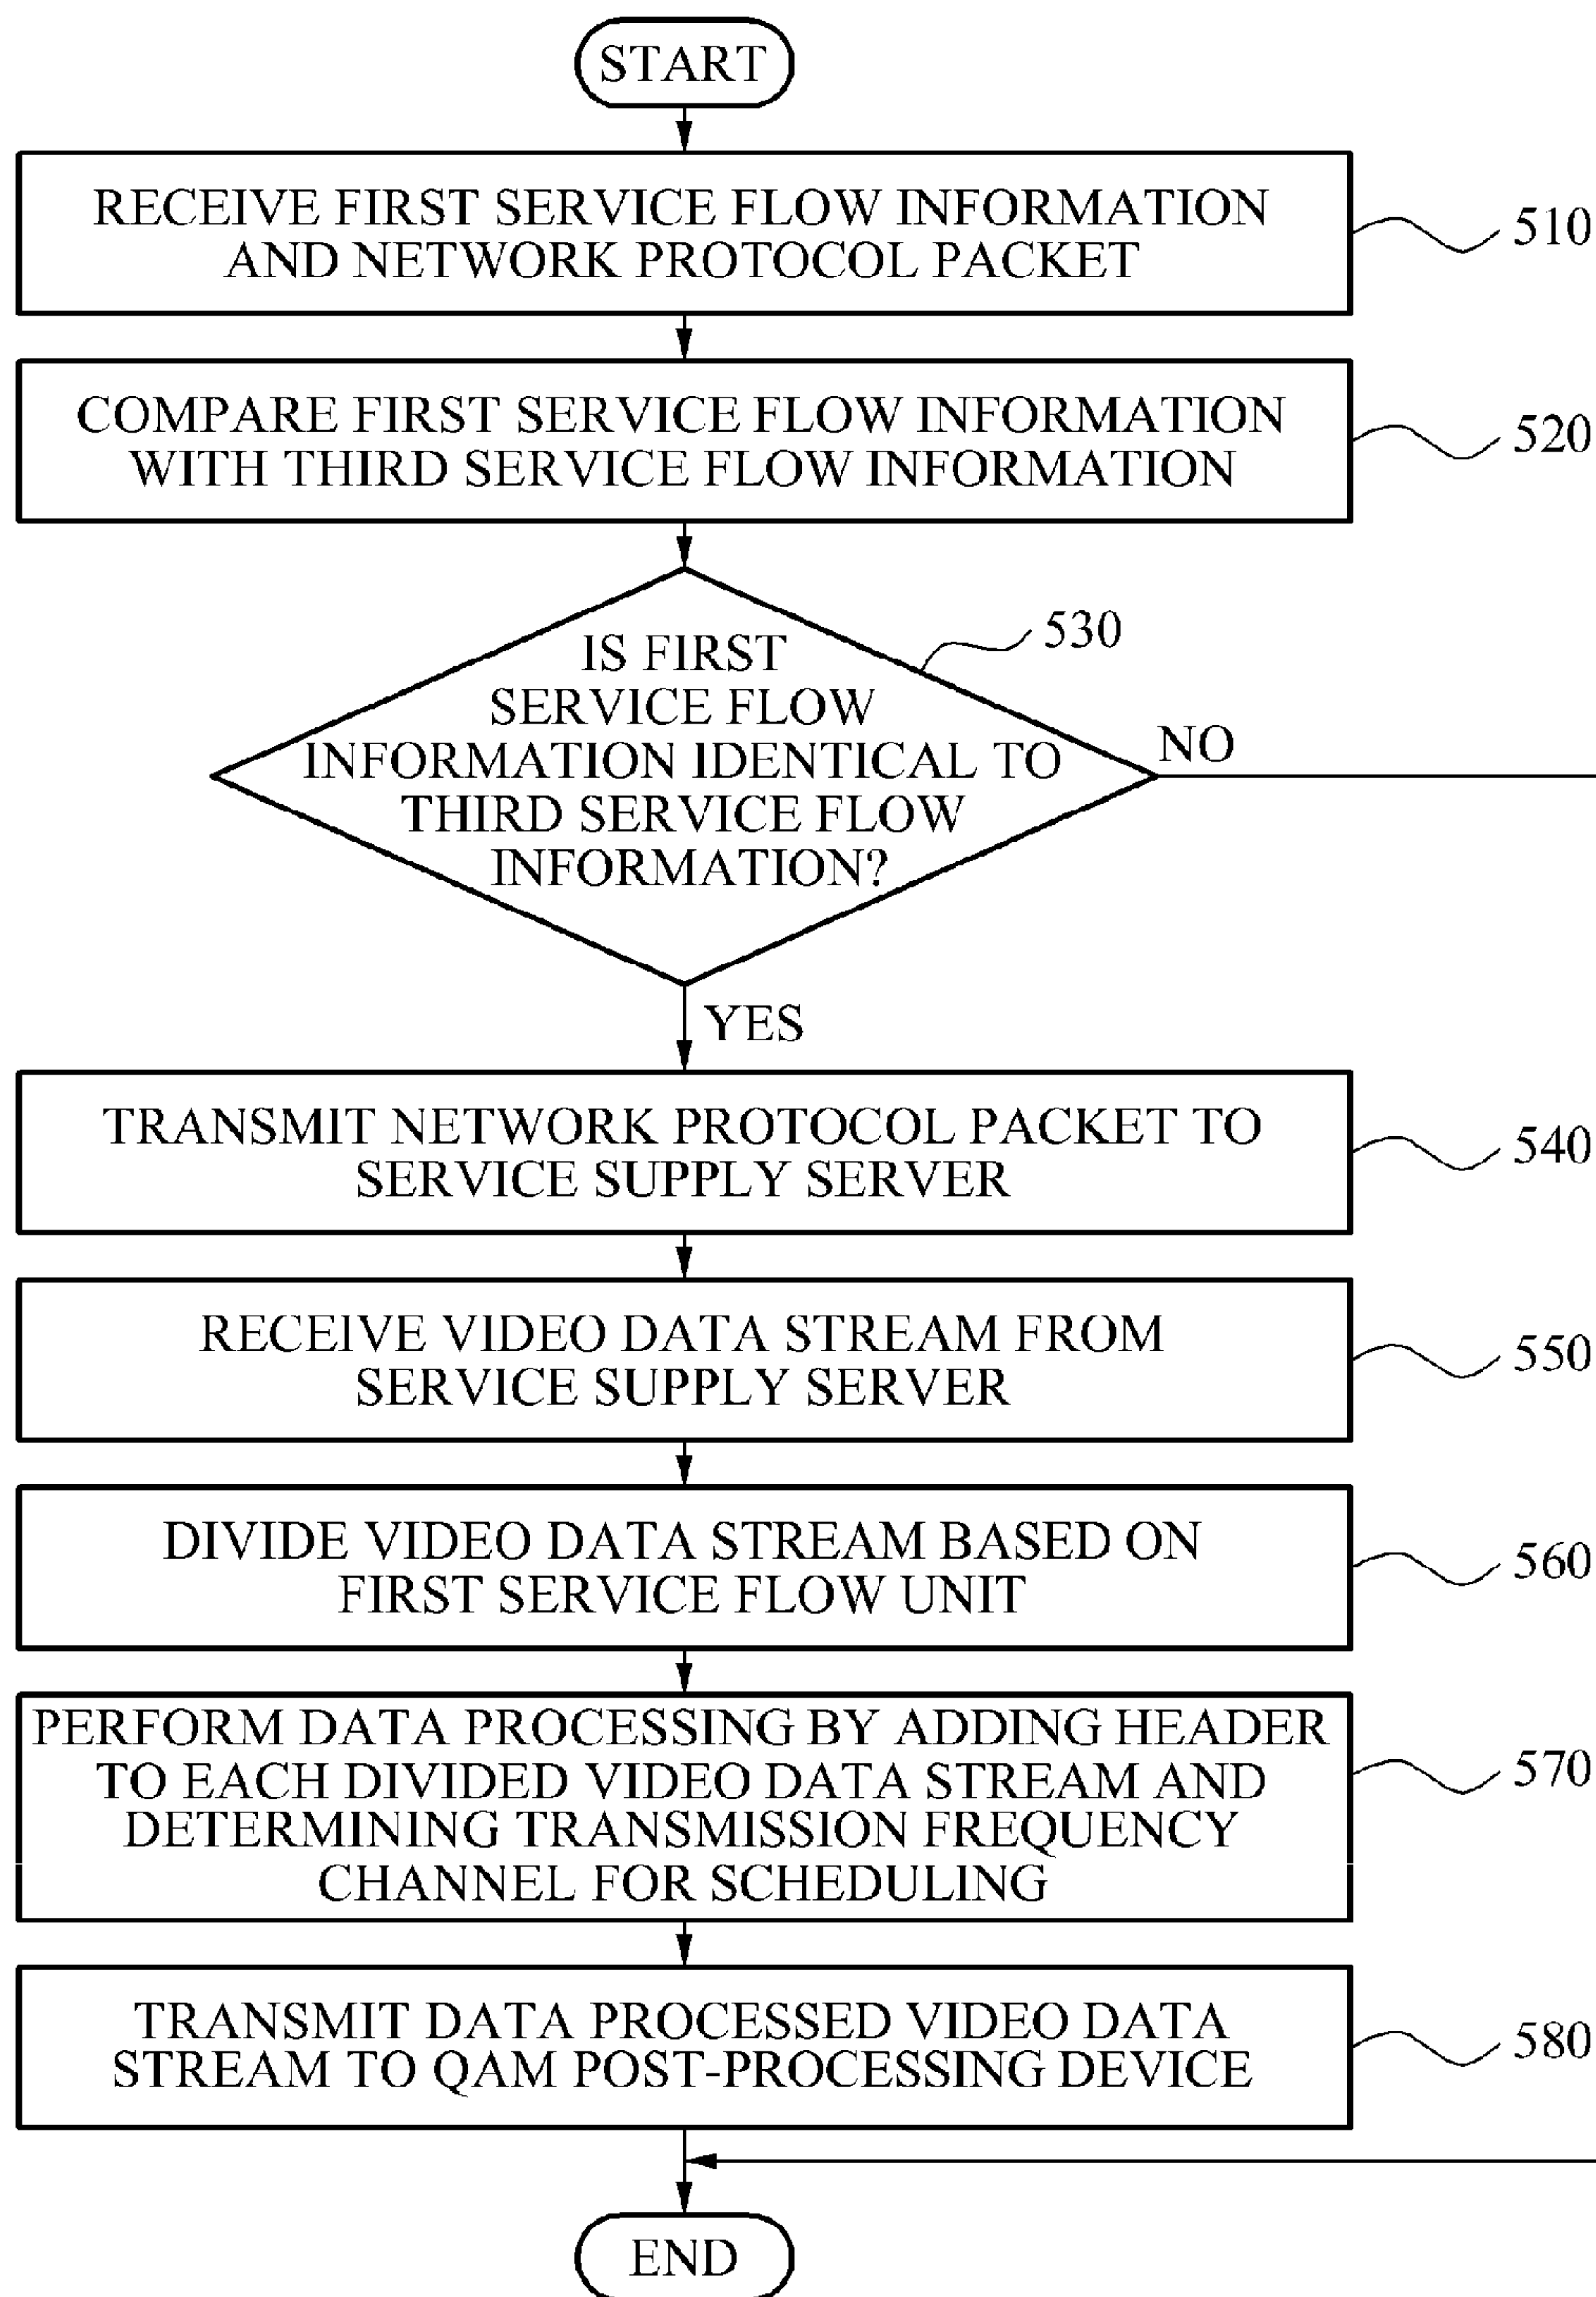 START
RECEIVE FIRST SERVICE FLOW INFORMATION
AND NETWORK PROTOCOL PACKET
510
COMPARE FIRST SERVICE FLOW INFORMATION
WITH THIRD SERVICE FLOW INFORMATION
520
530
IS FIRST
SERVICE FLOW
INFORMATION IDENTICAL TO
THIRD SERVICE FLOW
INFORMATION?
NO
YES
TRANSMIT NETWORK PROTOCOL PACKET TO
SERVICE SUPPLY SERVER
540
RECEIVE VIDEO DATA STREAM FROM
SERVICE SUPPLY SERVER
550
DIVIDE VIDEO DATA STREAM BASED ON
FIRST SERVICE FLOW UNIT
560
PERFORM DATA PROCESSING BY ADDING HEADER
TO EACH DIVIDED VIDEO DATA STREAM AND
DETERMINING TRANSMISSION FREQUENCY
CHANNEL FOR SCHEDULING
570
TRANSMIT DATA PROCESSED VIDEO DATA
STREAM TO QAM POST-PROCESSING DEVICE
580
END